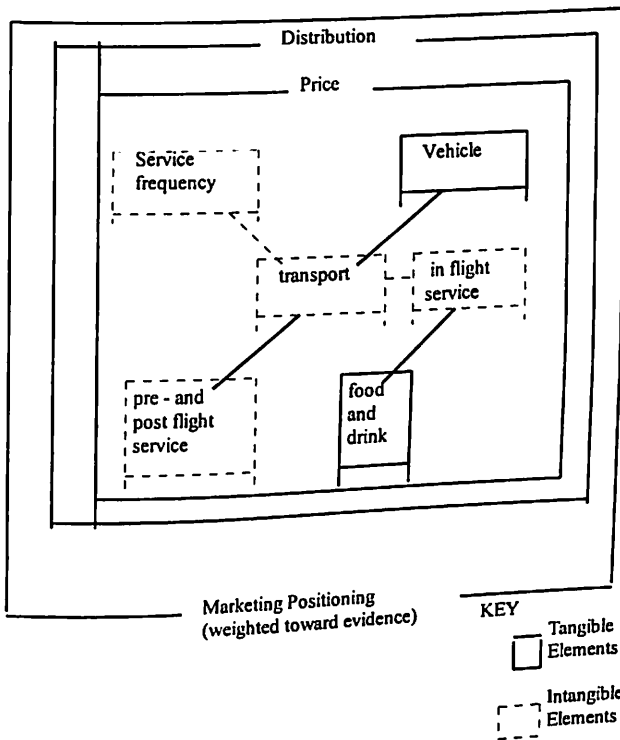 Distribution
Price
Service
frequency
Vehicle
transport
in flight
service
pre - and
post flight
service
food
and
drink
Marketing Positioning
(weighted toward evidence)
KEY
Tangible
Elements
Intangible
Elements